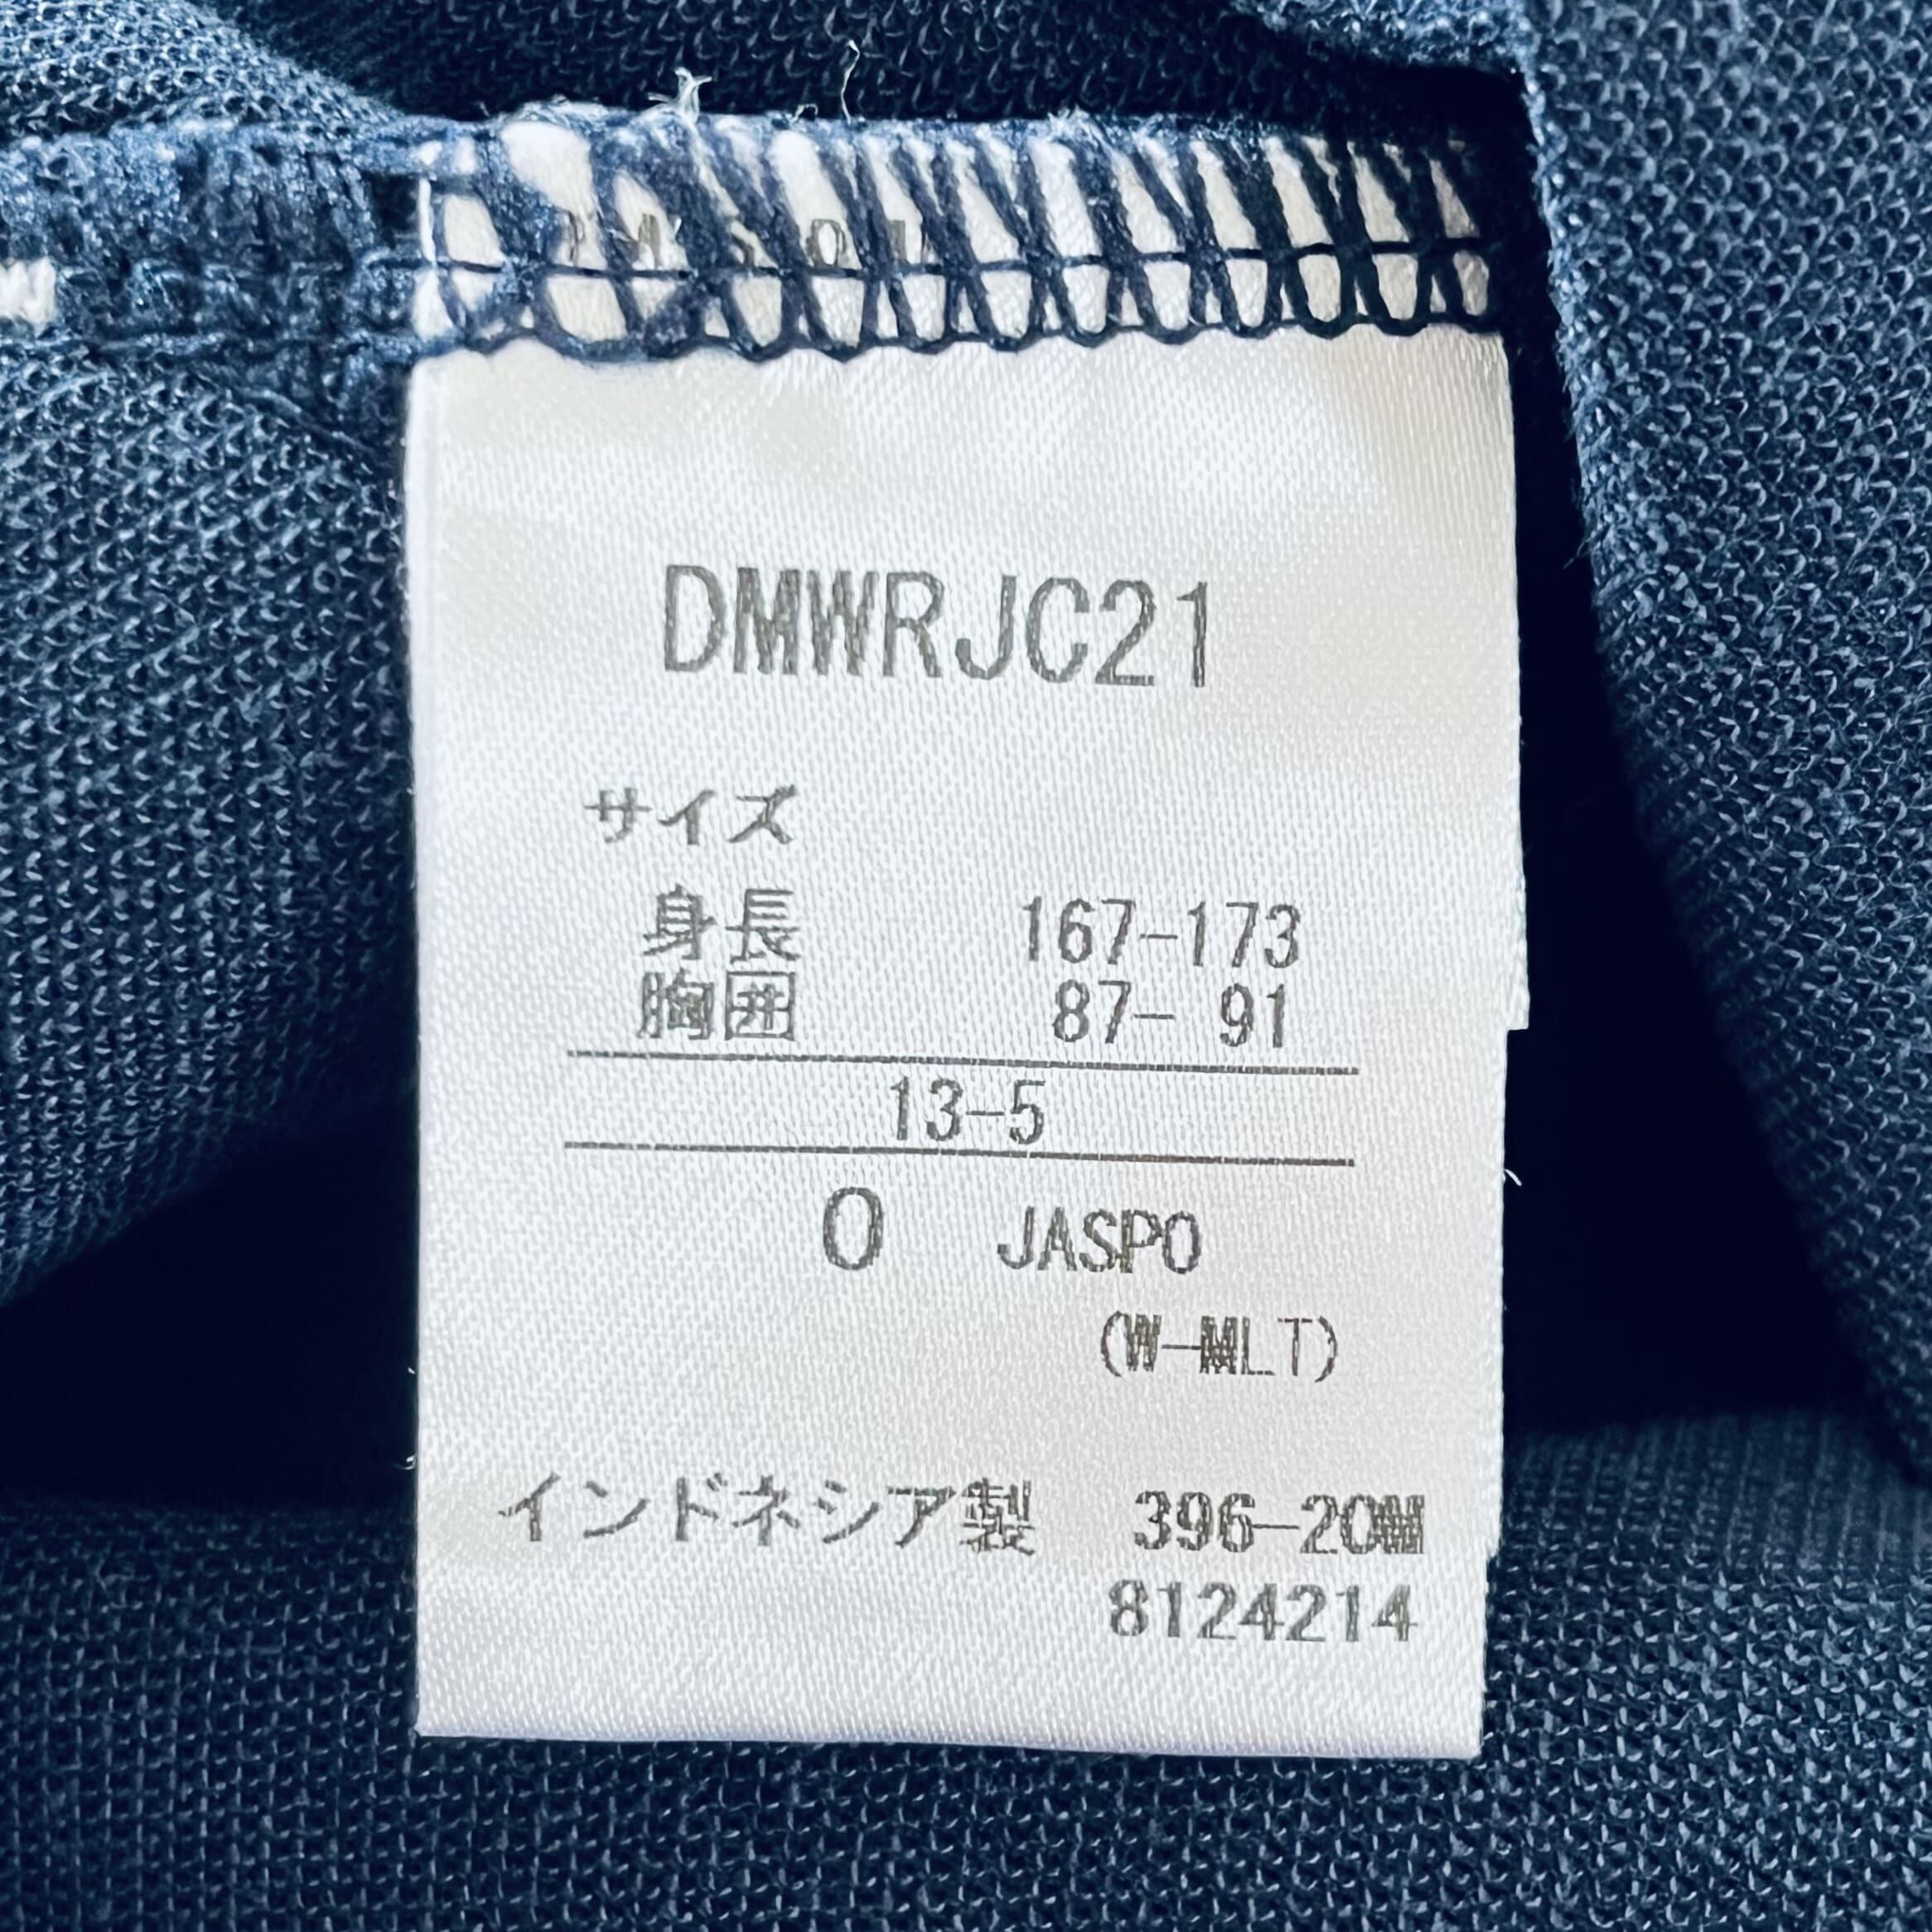 DMWRJC21
サイズ
身長 167-173
胸囲 87- 91
13-5
O JASPO
(W-MLT)
インドネシア製 396-20M
8124214